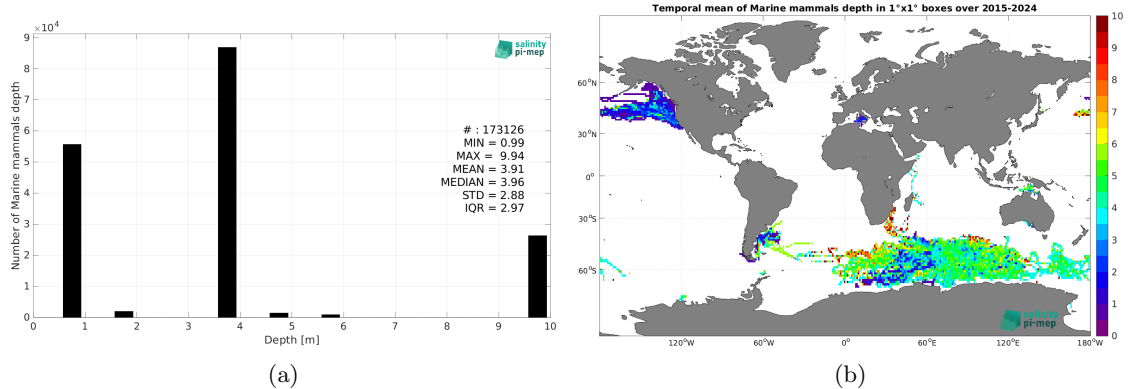 ×10⁴
9
8
7
6
5
4
3
2
1
0
Number of Marine mammals depth
salinity
pi-mep
# : 173126
MIN = 0.99
MAX = 9.94
MEAN = 3.91
MEDIAN = 3.96
STD = 2.88
IQR = 2.97
0 1 2 3 4 5 6 7 8 9 10
Depth [m]
(a)
Temporal mean of Marine mammals depth in 1°x1° boxes over 2015-2024
60°N
30°N
0°
30°S
60°S
120°W 60°W 0° 60°E 120°E 180°W
salinity
pi-mep
10
9
8
7
6
5
4
3
2
1
0
(b)